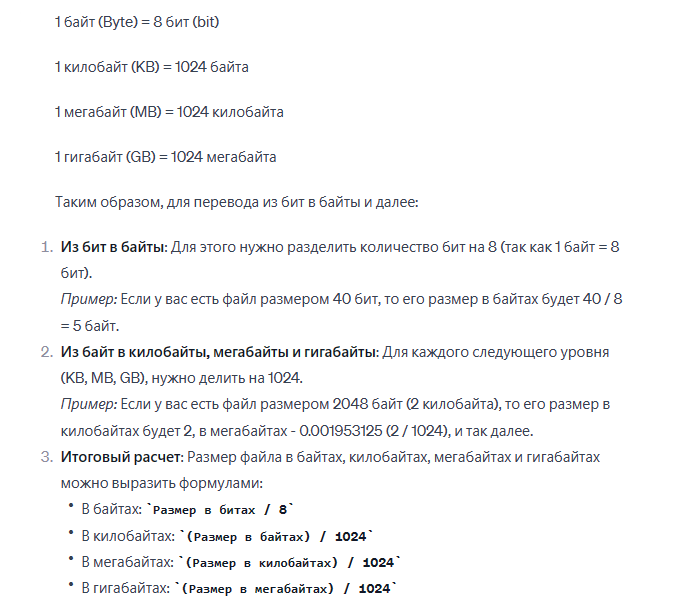 1 байт (Byte) = 8 бит (bit)
1 килобайт (KB) = 1024 байта
1 мегабайт (MB) = 1024 килобайта
1 гигабайт (GB) = 1024 мегабайта
Таким образом, для перевода из бит в байты и далее:
1. Из бит в байты: Для этого нужно разделить количество бит на 8 (так как 1 байт = 8
бит).
Пример: Если у вас есть файл размером 40 бит, то его размер в байтах будет 40 / 8
= 5 байт.
2. Из байт в килобайты, мегабайты и гигабайты: Для каждого следующего уровня
(KB, MB, GB), нужно делить на 1024.
Пример: Если у вас есть файл размером 2048 байт (2 килобайта), то его размер в
килобайтах будет 2, в мегабайтах - 0.001953125 (2 / 1024), и так далее.
3. Итоговый расчет: Размер файла в байтах, килобайтах, мегабайтах и гигабайтах
можно выразить формулами:
• В байтах: `Размер в битах / 8`
• В килобайтах: `(Размер в байтах) / 1024`
• В мегабайтах: `(Размер в килобайтах) / 1024`
• В гигабайтах: `(Размер в мегабайтах) / 1024`